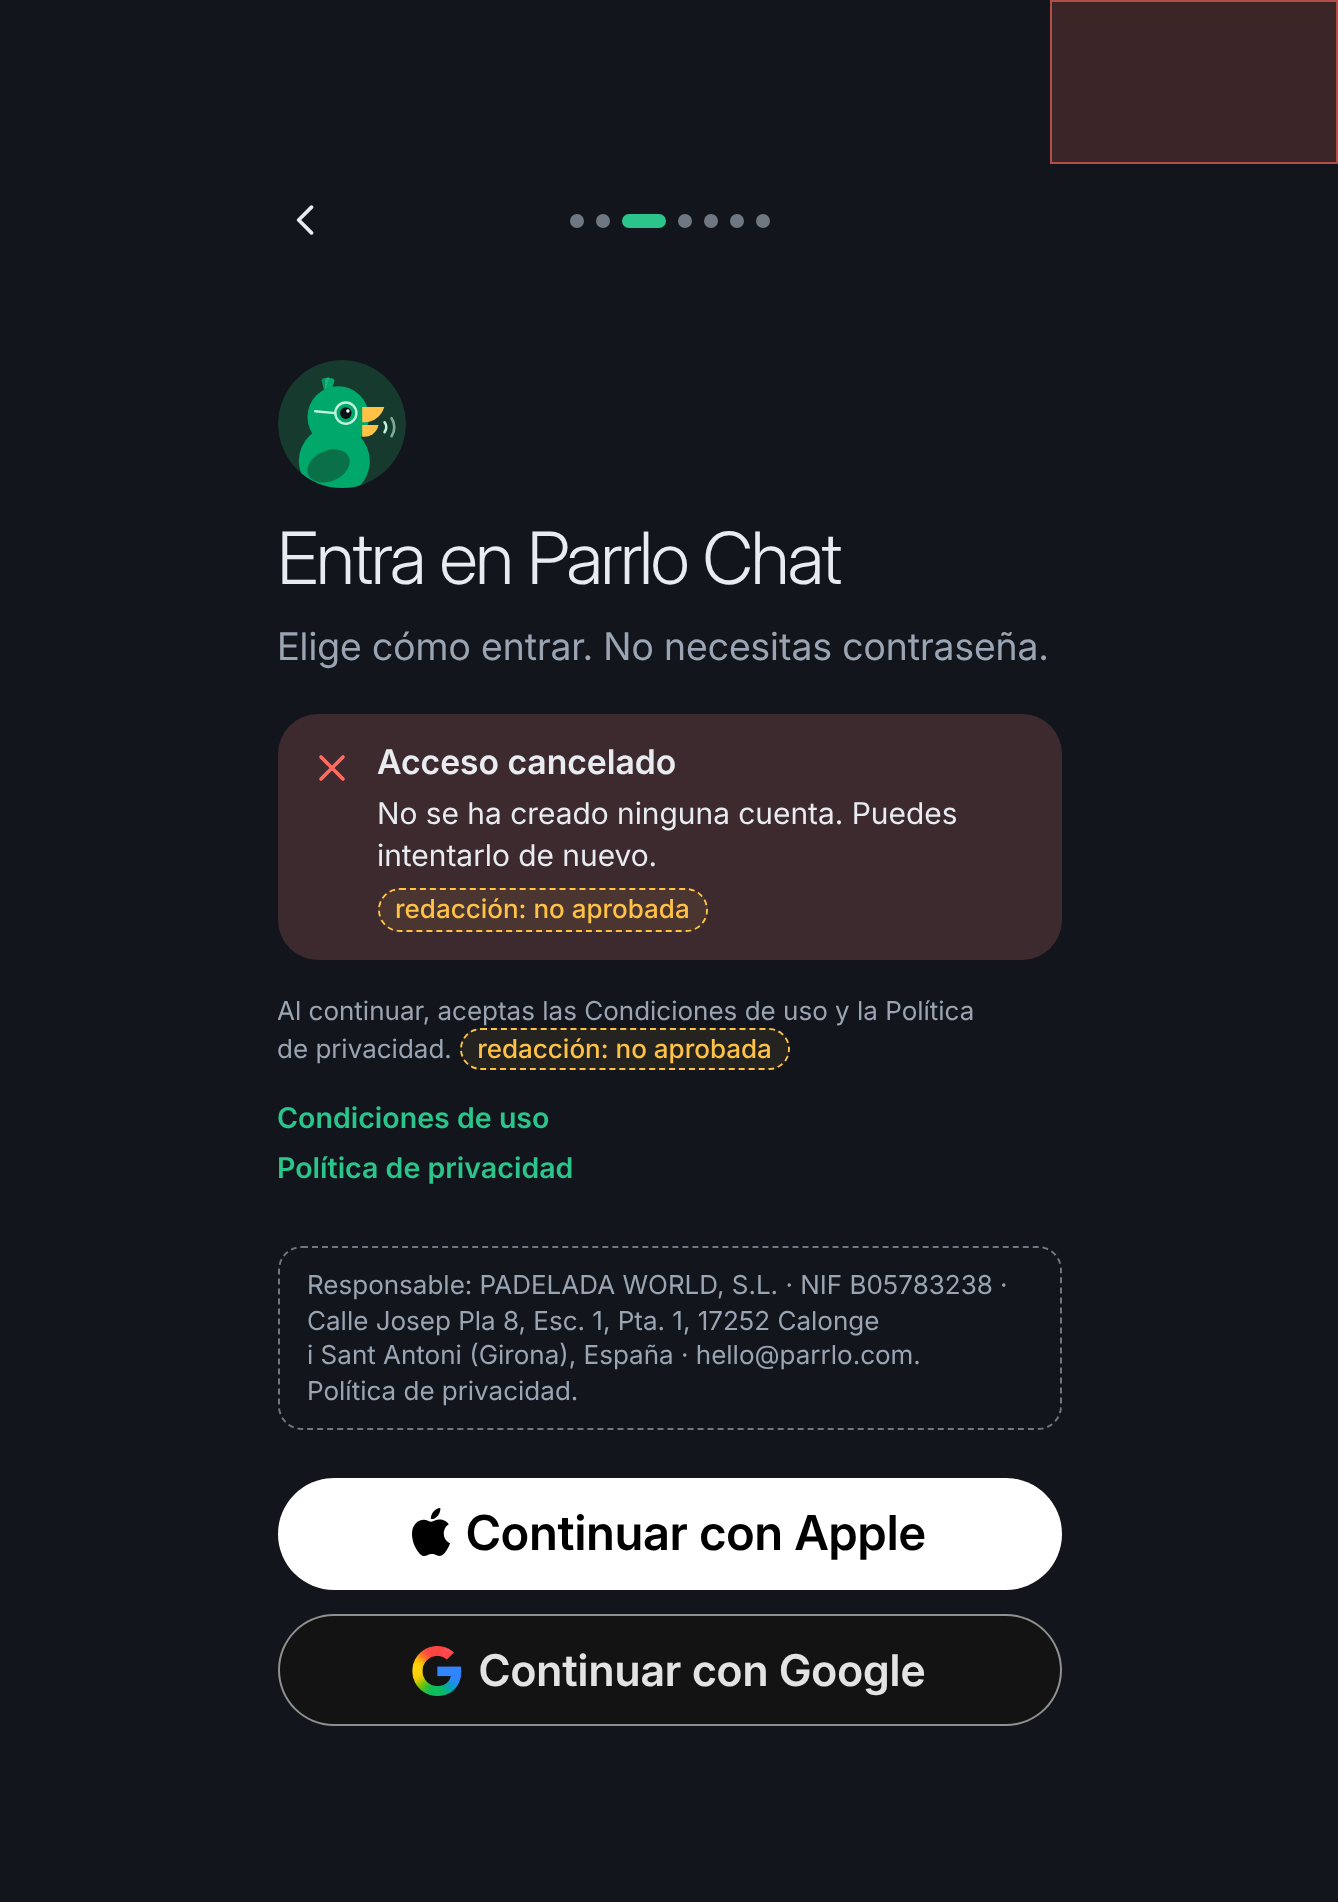 Entra en Parrlo Chat
Elige cómo entrar. No necesitas contraseña.
Acceso cancelado
No se ha creado ninguna cuenta. Puedes
intentarlo de nuevo.
redacción: no aprobada
Al continuar, aceptas las Condiciones de uso y la Política
de privacidad. redacción: no aprobada
Condiciones de uso
Política de privacidad
Responsable: PADELADA WORLD, S.L. · NIF B05783238 ·
Calle Josep Pla 8, Esc. 1, Pta. 1, 17252 Calonge
i Sant Antoni (Girona), España · hello@parrlo.com.
Política de privacidad.
Continuar con Apple
Continuar con Google